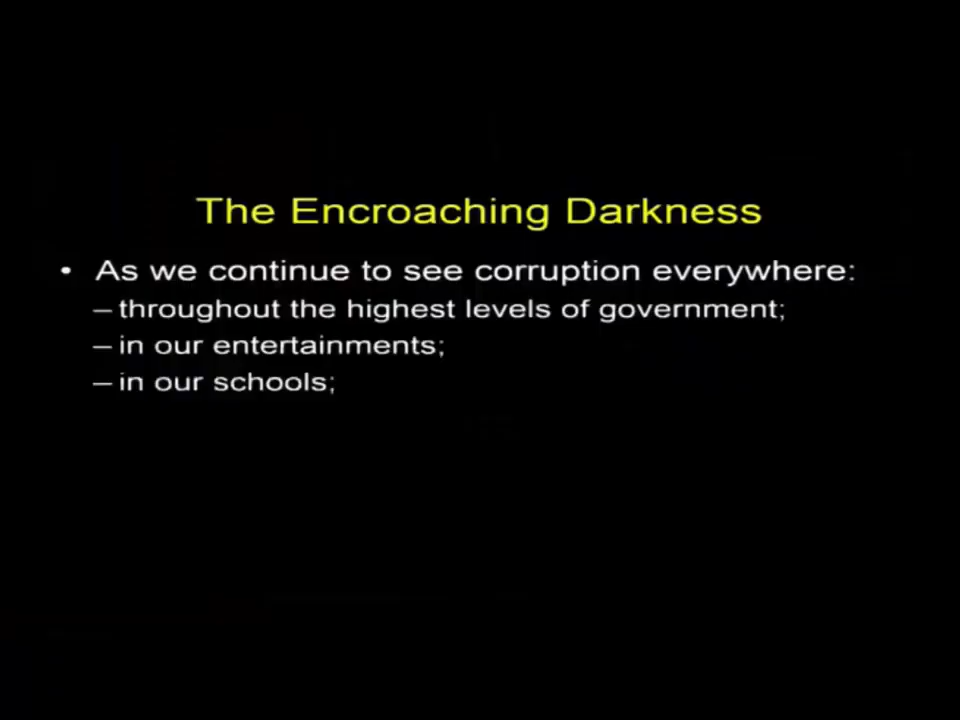 The Encroaching Darkness
• As we continue to see corruption everywhere:
– throughout the highest levels of government;
– in our entertainments;
– in our schools;